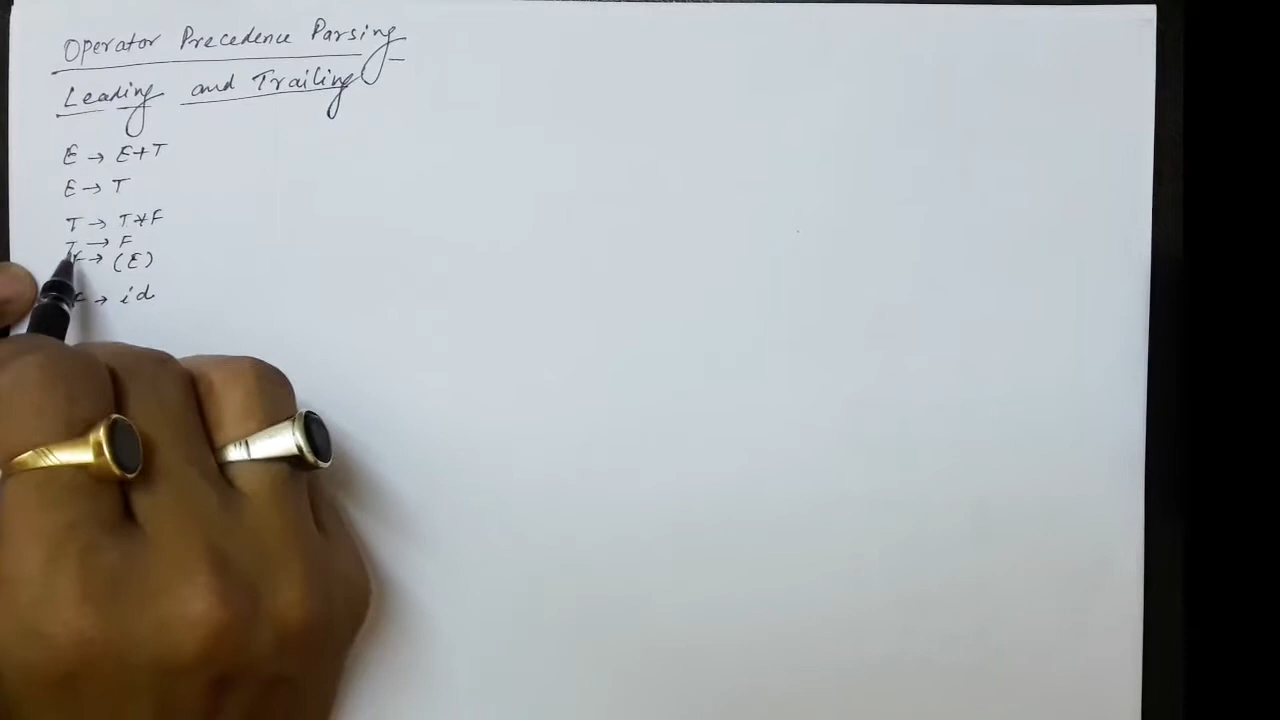 Operator Precedence Parsing
Leading and Trailing
E → E+T
E → T
T → T*F
T → F
F → (E)
→ id